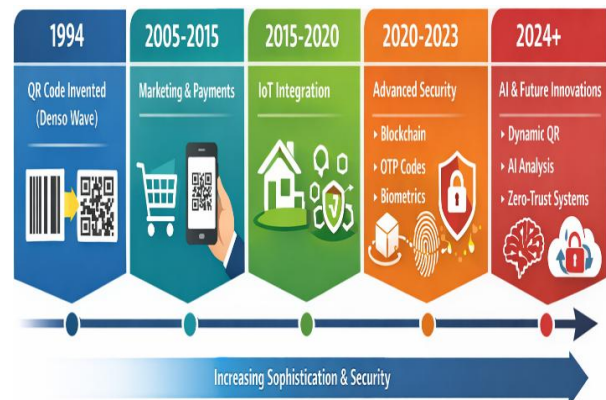 1994
QR Code Invented
(Denso Wave)
2005-2015
Marketing & Payments
2015-2020
IoT Integration
2020-2023
Advanced Security
▸ Blockchain
▸ OTP Codes
▸ Biometrics
2024+
AI & Future Innovations
▸ Dynamic QR
▸ AI Analysis
▸ Zero-Trust Systems
Increasing Sophistication & Security